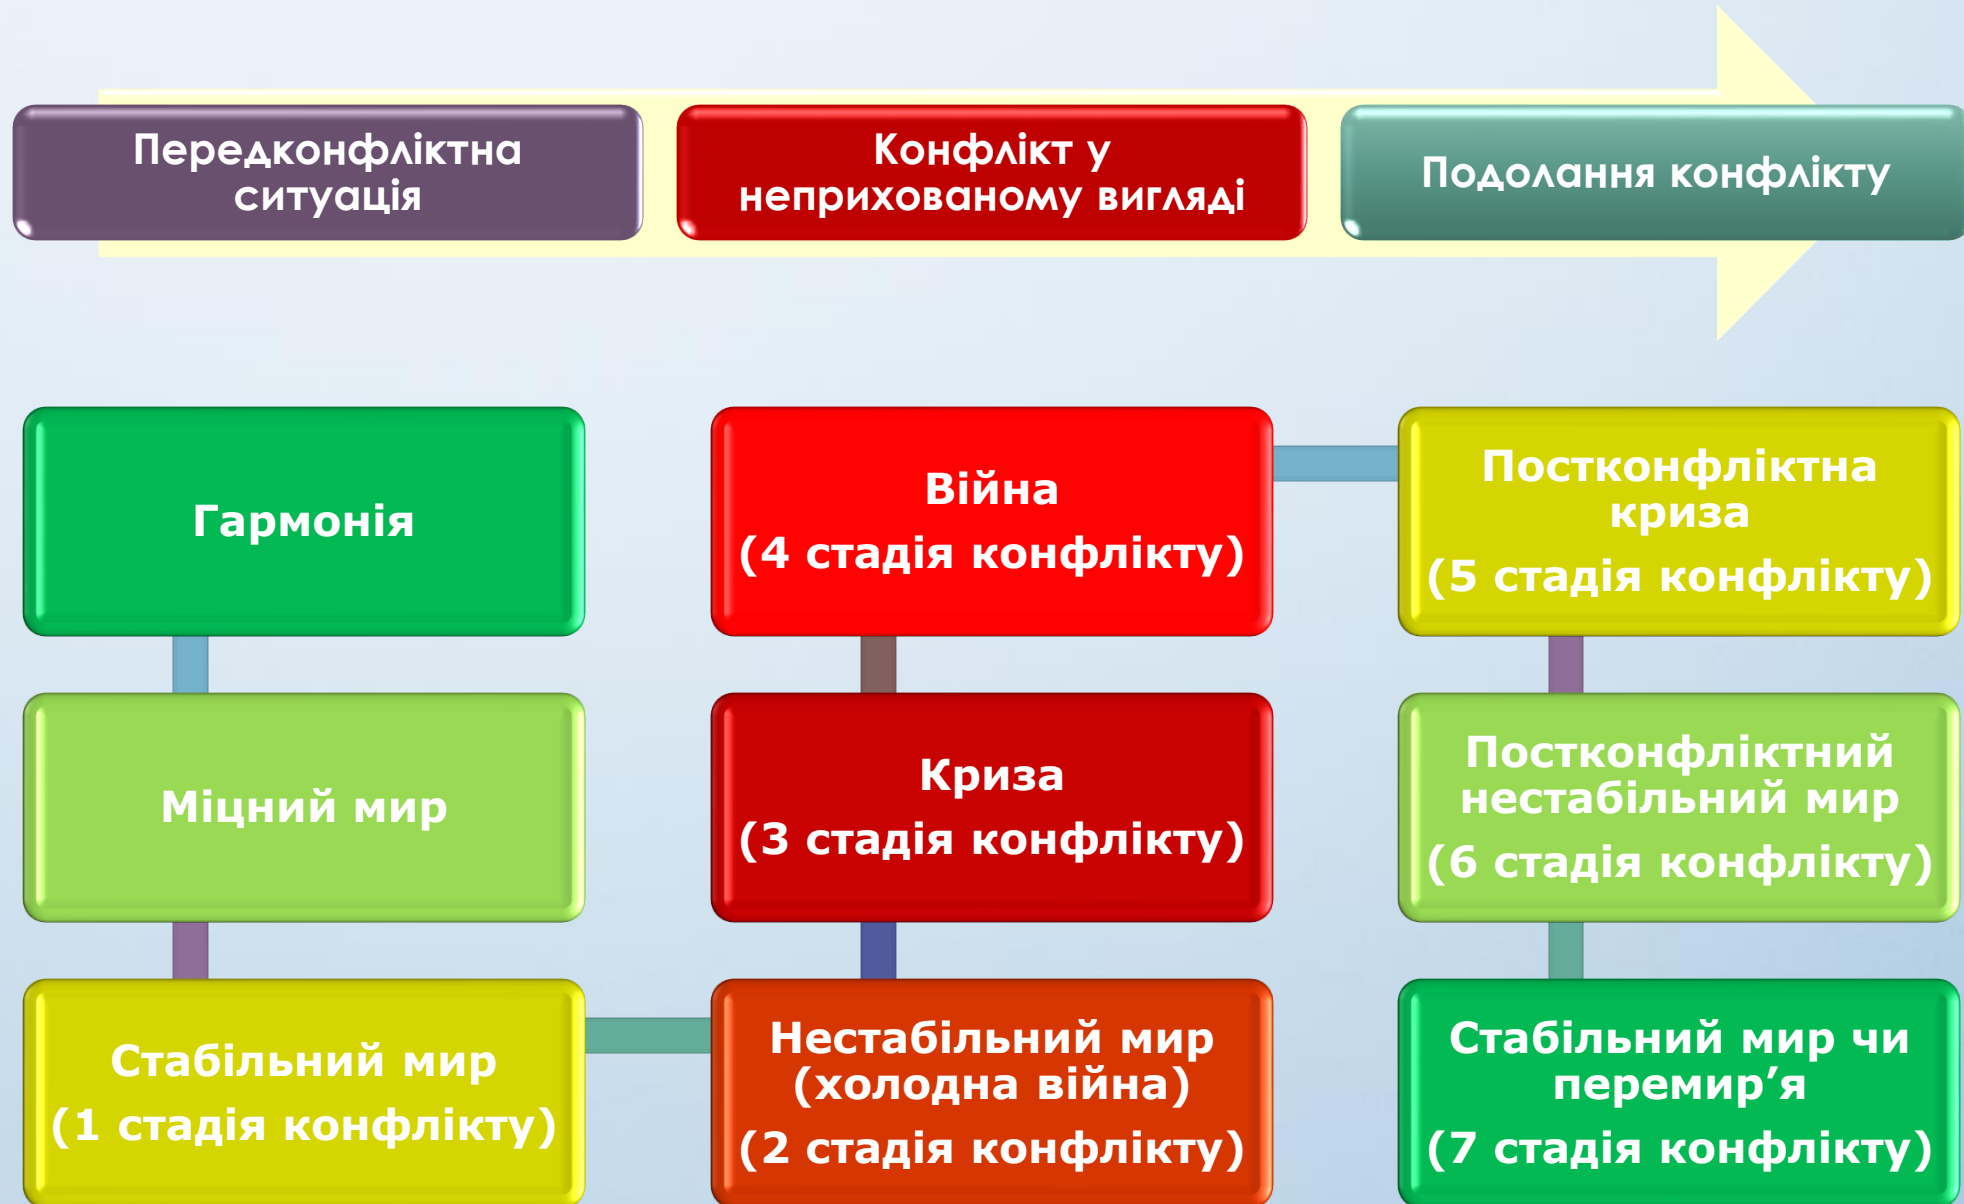 Передконфліктна
ситуація
Конфлікт у
неприхованому вигляді
Подолання конфлікту
Гармонія
Міцний мир
Стабільний мир
(1 стадія конфлікту)
Нестабільний мир
(холодна війна)
(2 стадія конфлікту)
Криза
(3 стадія конфлікту)
Війна
(4 стадія конфлікту)
Постконфліктна
криза
(5 стадія конфлікту)
Постконфліктний
нестабільний мир
(6 стадія конфлікту)
Стабільний мир чи
перемир’я
(7 стадія конфлікту)